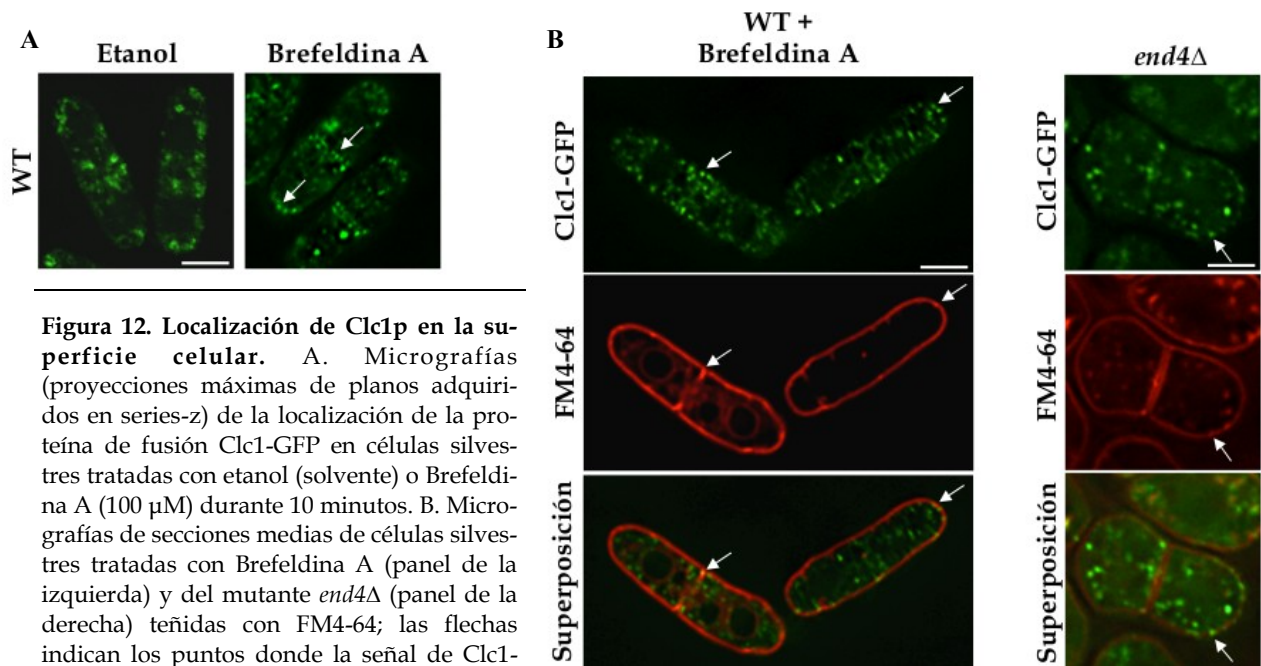 A
Etanol
Brefeldina A
WT
B
WT +
Brefeldina A
end4Δ
Clc1-GFP
FM4-64
Superposición
Clc1-GFP
FM4-64
Superposición
Figura 12. Localización de Clc1p en la su-
perficie celular. A. Micrografías
(proyecciones máximas de planos adquiri-
dos en series-z) de la localización de la pro-
teína de fusión Clc1-GFP en células silves-
tres tratadas con etanol (solvente) o Brefeldi-
na A (100 µM) durante 10 minutos. B. Micro-
grafías de secciones medias de células silves-
tres tratadas con Brefeldina A (panel de la
izquierda) y del mutante end4Δ (panel de la
derecha) teñidas con FM4-64; las flechas
indican los puntos donde la señal de Clc1-